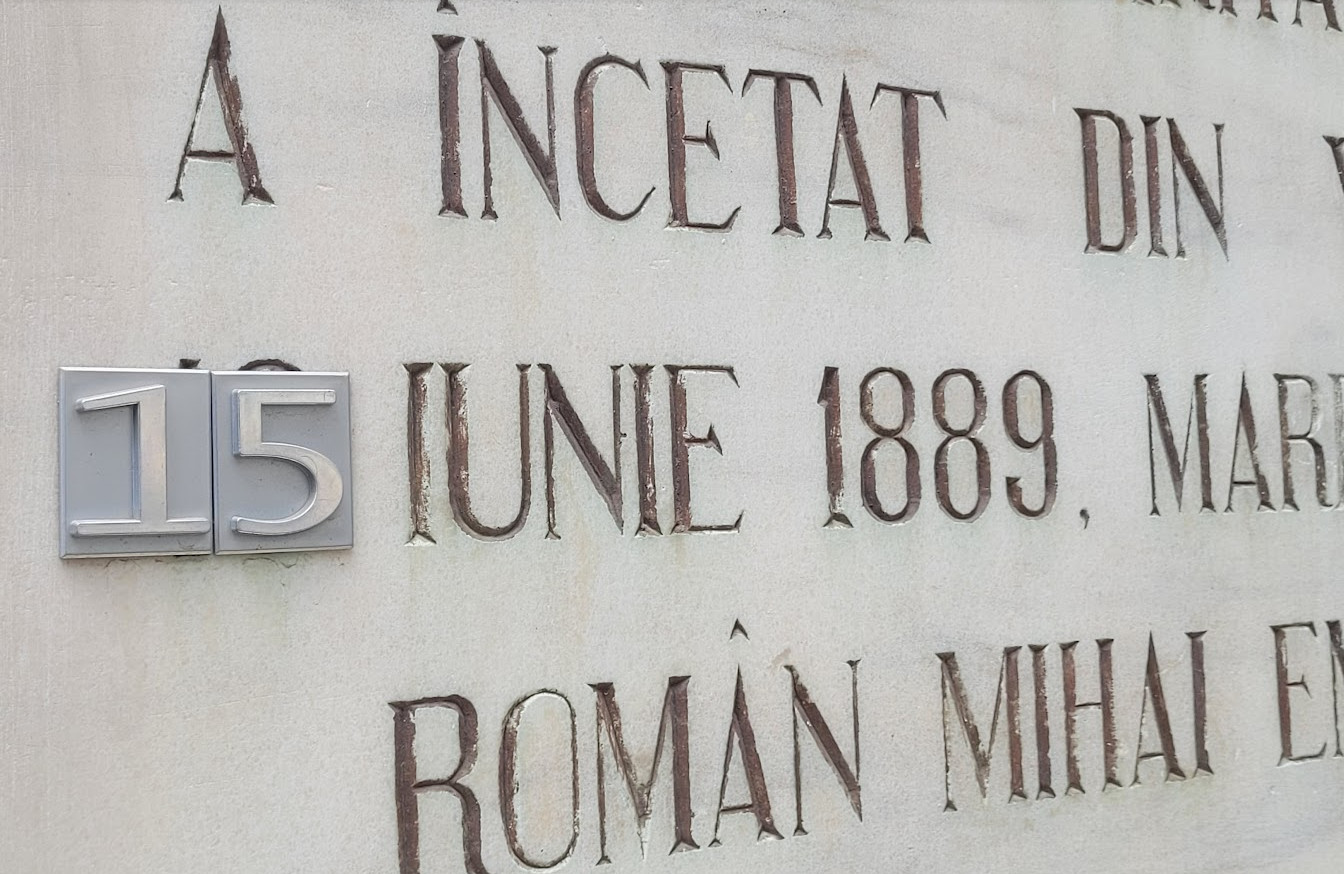 A ÎNCETAT DIN
15 IUNIE 1889, MAR
ROMÂN MIHAI